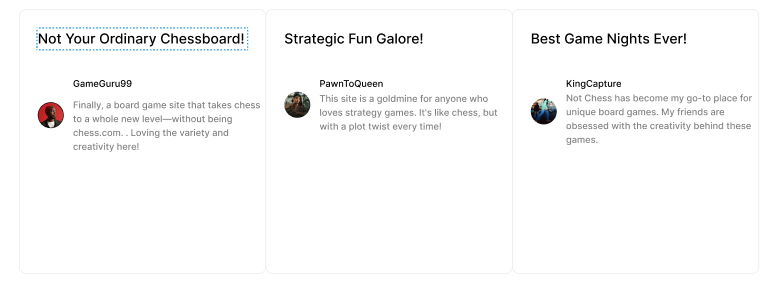 Not Your Ordinary Chessboard!
GameGuru99
Finally, a board game site that takes chess
to a whole new level—without being
chess.com. . Loving the variety and
creativity here!
Strategic Fun Galore!
PawnToQueen
This site is a goldmine for anyone who
loves strategy games. It's like chess, but
with a plot twist every time!
Best Game Nights Ever!
KingCapture
Not Chess has become my go-to place for
unique board games. My friends are
obsessed with the creativity behind these
games.